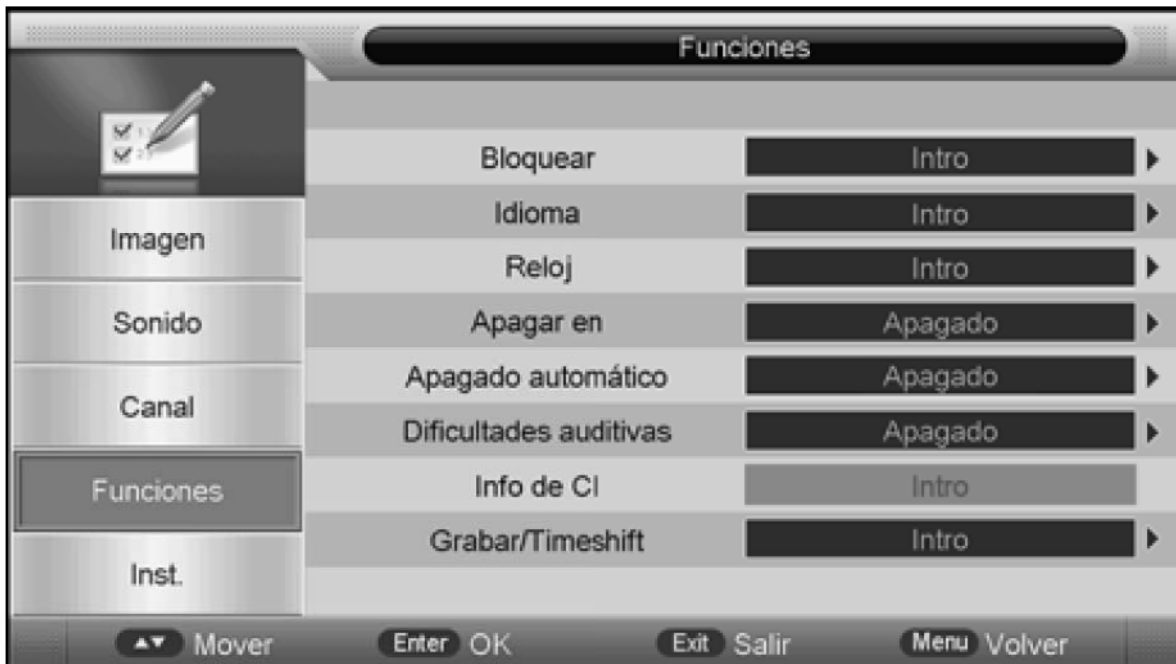 Funciones
Imagen
Sonido
Canal
Funciones
Inst.
Bloquear Intro
Idioma Intro
Reloj Intro
Apagar en Apagado
Apagado automático Apagado
Dificultades auditivas Apagado
Info de CI Intro
Grabar/Timeshift Intro
Mover Enter OK Exit Salir Menu Volver